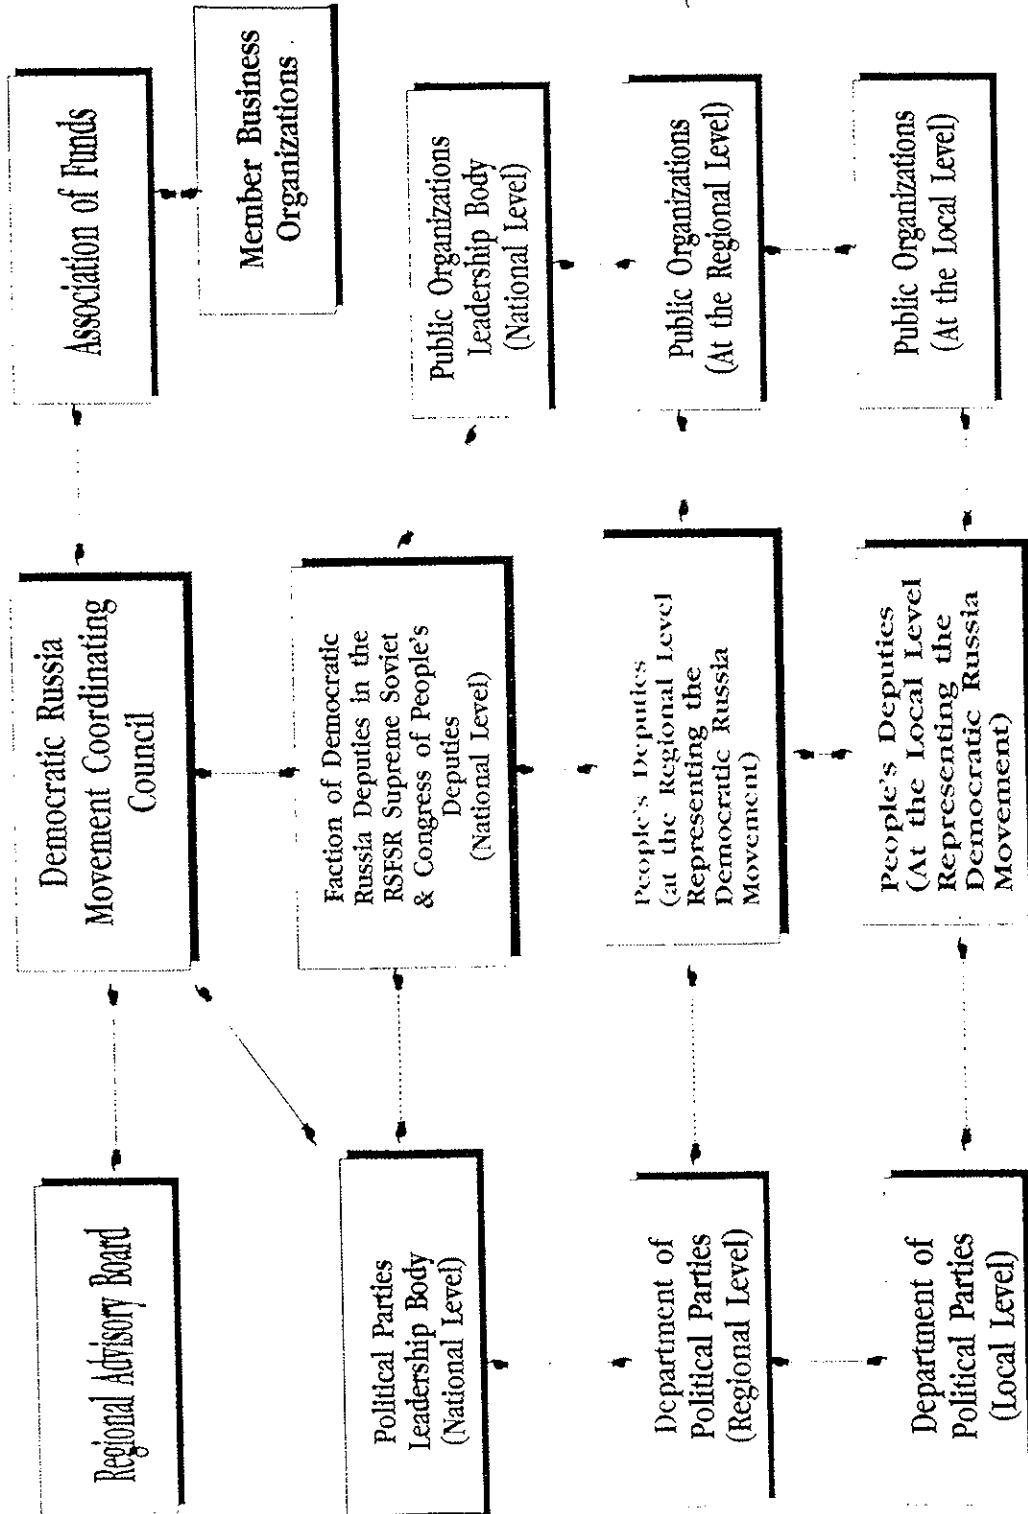 Regional Advisory Board
Democratic Russia
Movement Coordinating
Council
Association of Funds
Member Business
Organizations
Political Parties
Leadership Body
(National Level)
Faction of Democratic
Russia Deputies in the
RSFSR Supreme Soviet
& Congress of People's
Deputies
(National Level)
Public Organizations
Leadership Body
(National Level)
Department of
Political Parties
(Regional Level)
People's Deputies
(at the Regional Level
Representing the
Democratic Russia
Movement)
Public Organizations
(At the Regional Level)
Department of
Political Parties
(Local Level)
People's Deputies
(At the Local Level
Representing the
Democratic Russia
Movement)
Public Organizations
(At the Local Level)